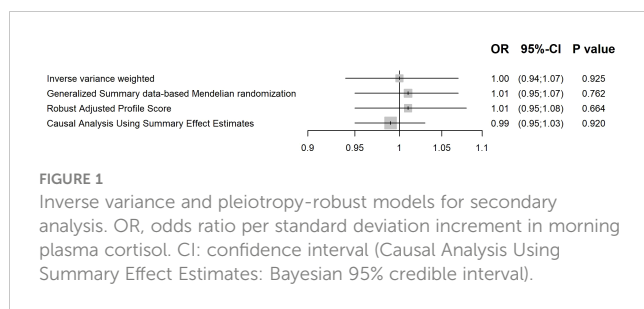 OR 95%-CI P value
Inverse variance weighted 1.00 (0.94;1.07) 0.925
Generalized Summary data-based Mendelian randomization 1.01 (0.95;1.07) 0.762
Robust Adjusted Profile Score 1.01 (0.95;1.08) 0.664
Causal Analysis Using Summary Effect Estimates 0.99 (0.95;1.03) 0.920
0.9 0.95 1 1.05 1.1
FIGURE 1
Inverse variance and pleiotropy-robust models for secondary
analysis. OR, odds ratio per standard deviation increment in morning
plasma cortisol. CI: confidence interval (Causal Analysis Using
Summary Effect Estimates: Bayesian 95% credible interval).